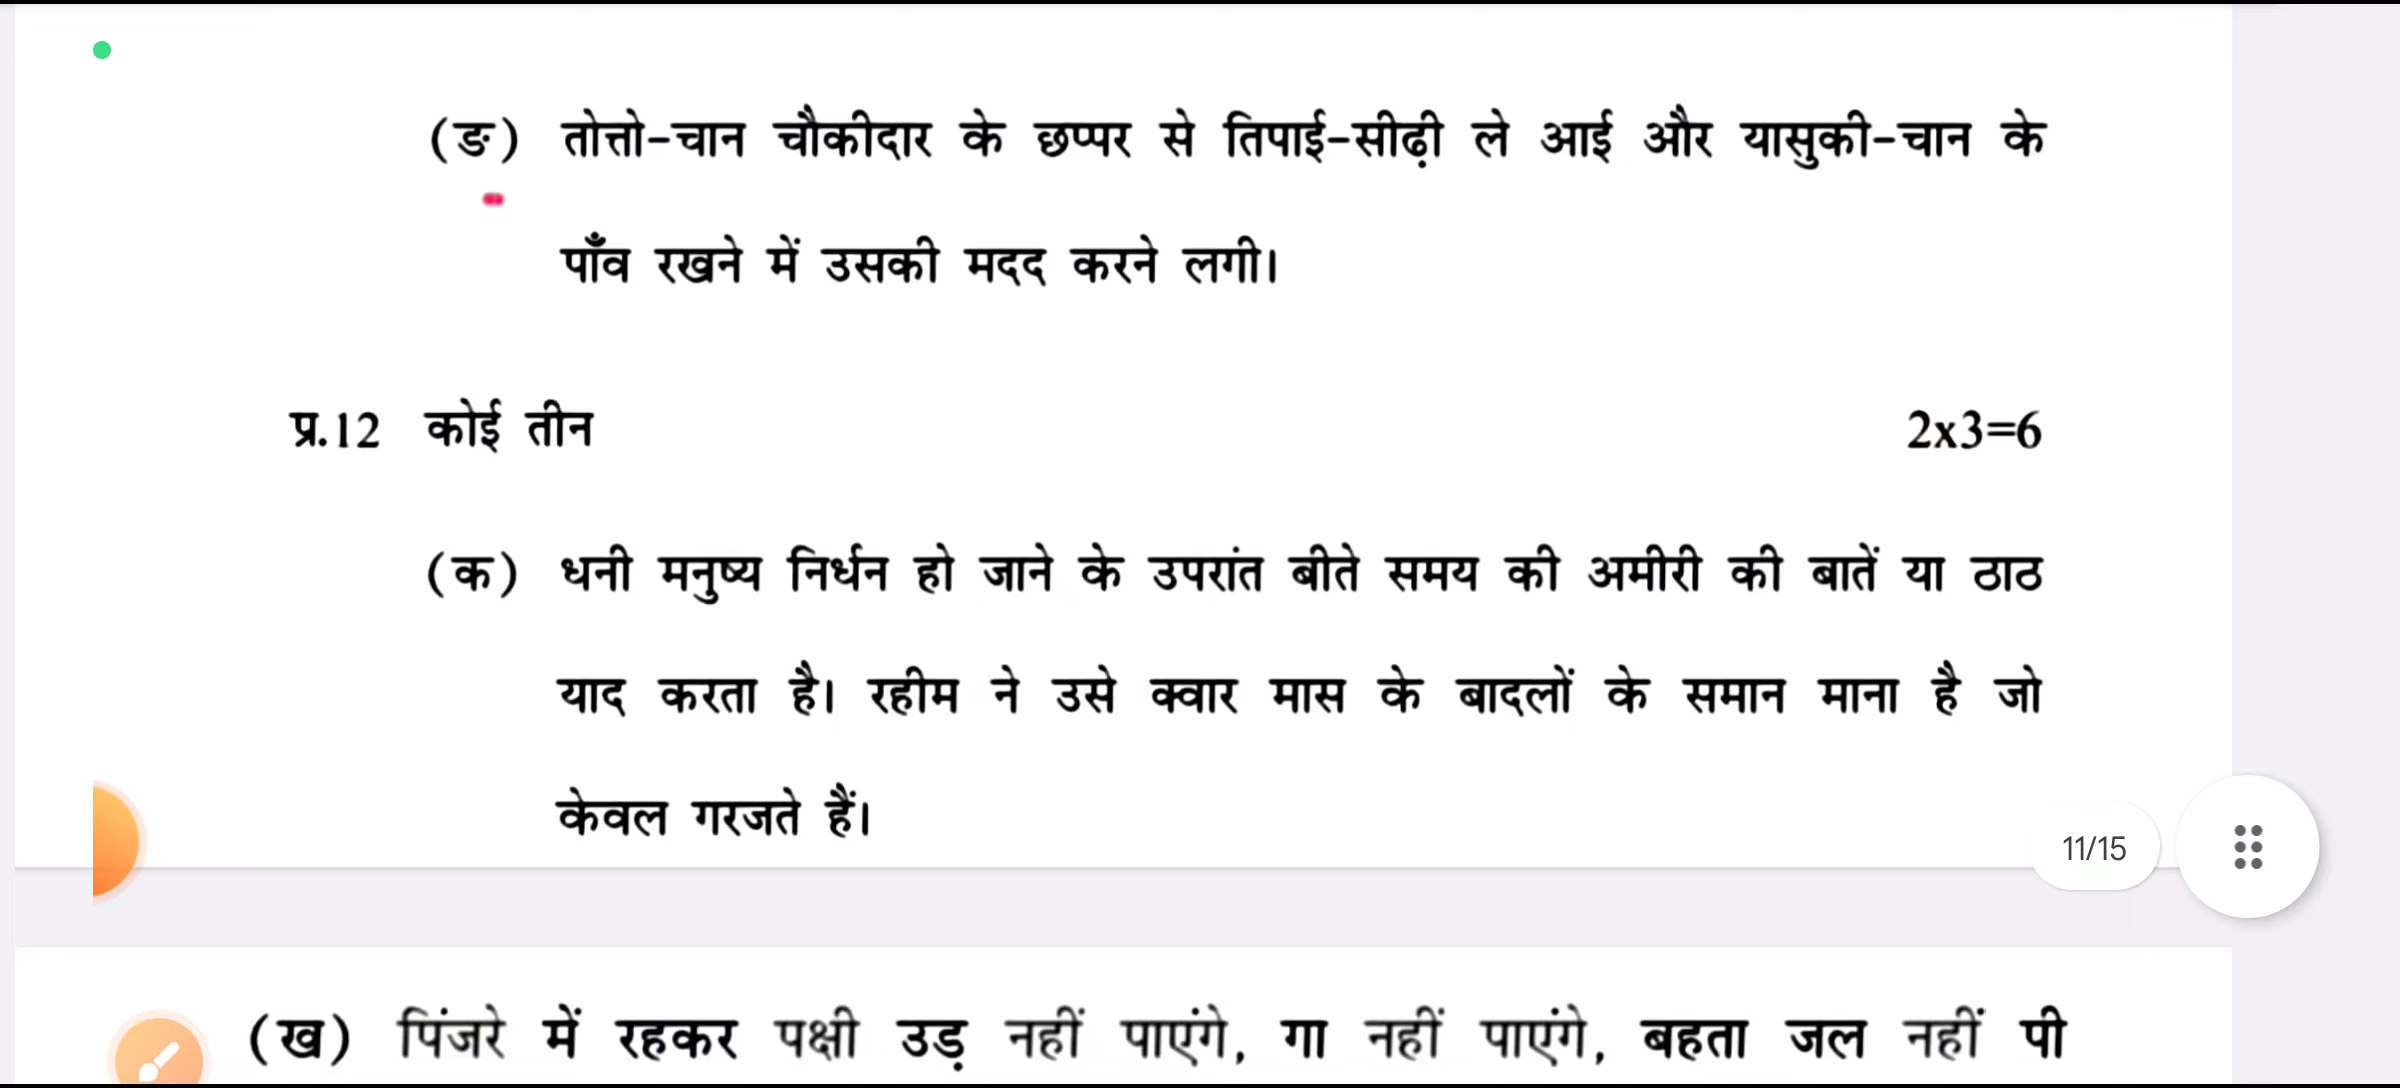 (ङ) तोत्तो-चान चौकीदार के छप्पर से तिपाई-सीढ़ी ले आई और यासुकी-चान के
पाँव रखने में उसकी मदद करने लगी।
प्र.12 कोई तीन 2x3=6
(क) धनी मनुष्य निर्धन हो जाने के उपरांत बीते समय की अमीरी की बातें या ठाठ
याद करता है। रहीम ने उसे क्वार मास के बादलों के समान माना है जो
केवल गरजते हैं।
11/15
(ख) पिंजरे में रहकर पक्षी उड़ नहीं पाएंगे, गा नहीं पाएंगे, बहता जल नहीं पी